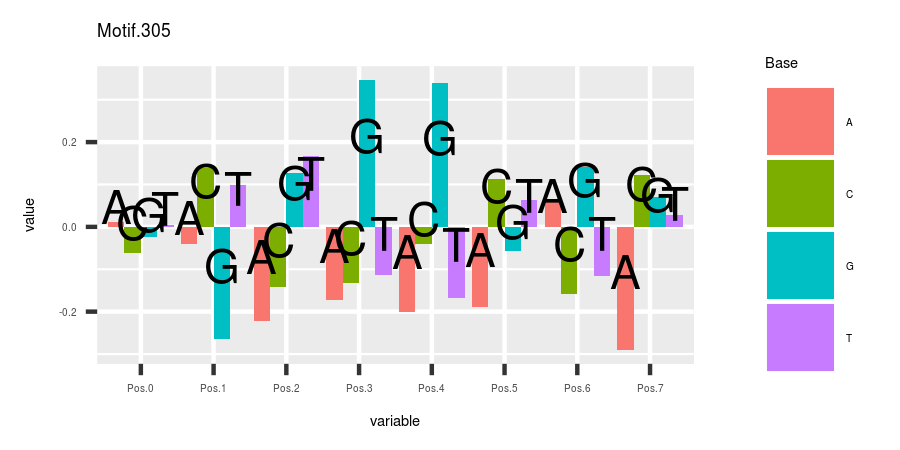 Motif.305
Base
A
C
G
T
value
0.2
0.0
-0.2
A C G T A C G T A C G T A C G T A C G T A C G T A C G T A C G T
Pos.0 Pos.1 Pos.2 Pos.3 Pos.4 Pos.5 Pos.6 Pos.7
variable